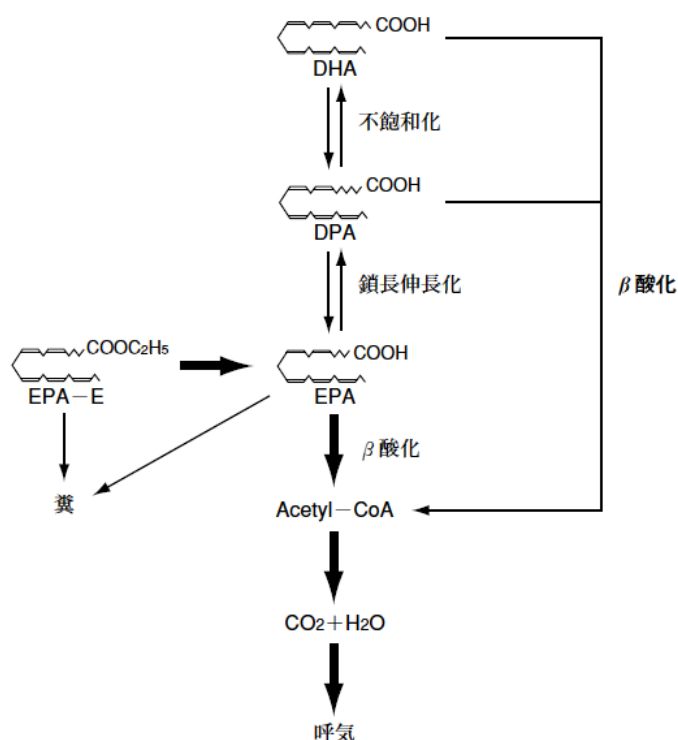 COOH
DHA
不飽和化
COOH
DPA
鎖長伸長化
β酸化
COOC2H5
EPA−E
COOH
EPA
β酸化
糞
Acetyl−CoA
CO2+H2O
呼気